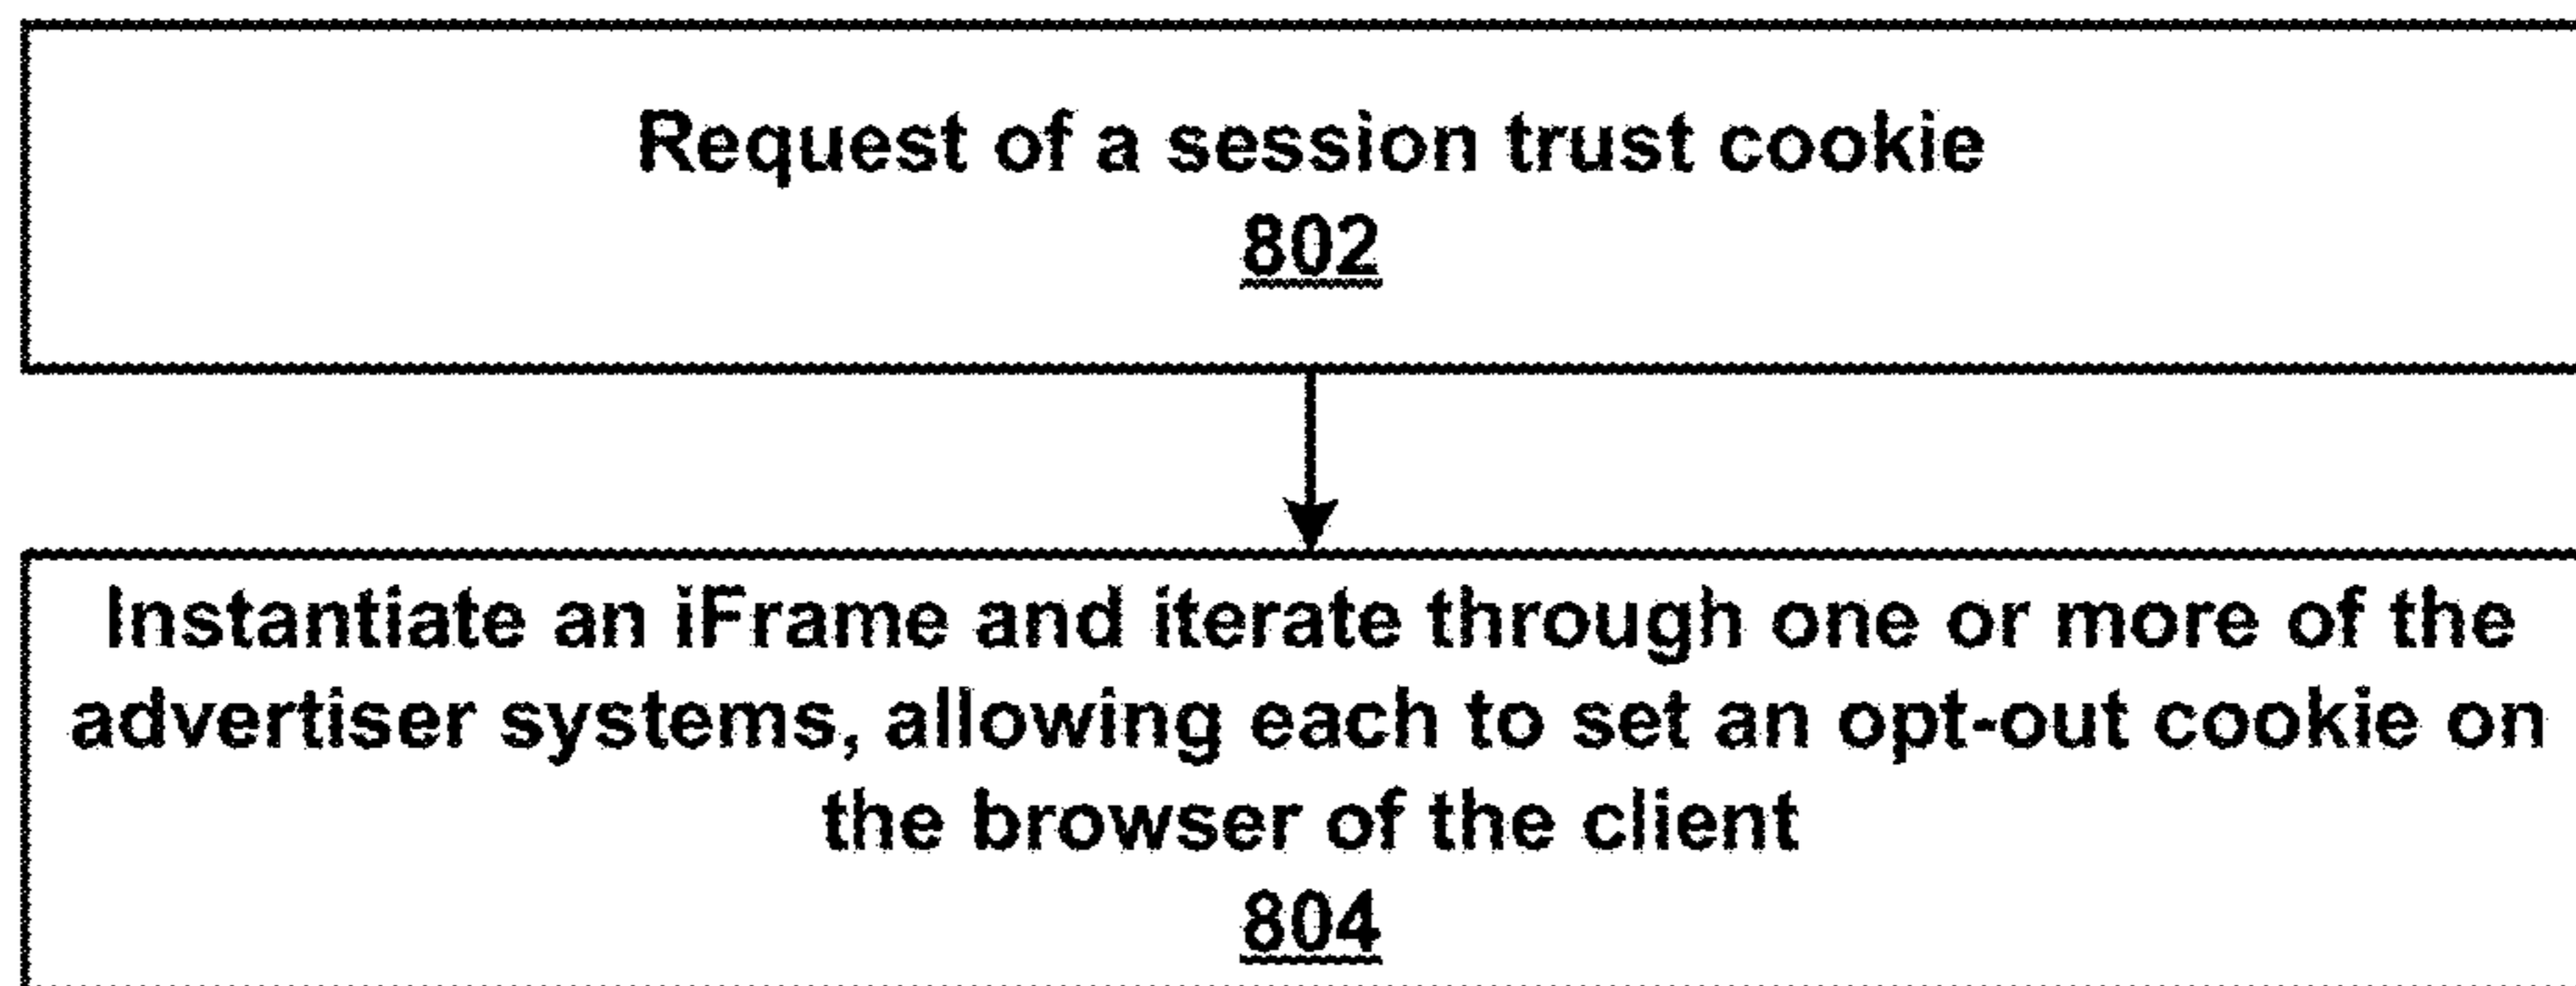 Request of a session trust cookie
802
Instantiate an iFrame and iterate through one or more of the
advertiser systems, allowing each to set an opt-out cookie on
the browser of the client
804